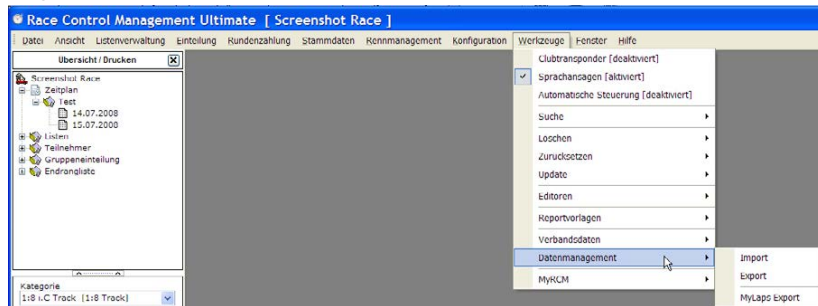 Race Control Management Ultimate [ Screenshot Race ]
Datei Ansicht Listenverwaltung Einteilung Rundenzahlung Stammdaten Rennmanagement Konfiguration Werkzeuge Fenster Hilfe
Übersicht / Drucken
Screenshot Race
Zeitplan
Test
14.07.2008
15.07.2008
Listen
Teilnehmer
Gruppeneinteilung
Endrangliste
Kategorie
1:8 I.C Track [1:8 Track]
Clubtransponder [deaktiviert]
Sprachansagen [aktiviert]
Automatische Steuerung [deaktiviert]
Suche
Löschen
Zurücksetzen
Update
Editoren
Reportvorlagen
Verbandsdaten
Datenmanagement
MyRCM
Import
Export
MyLaps Export